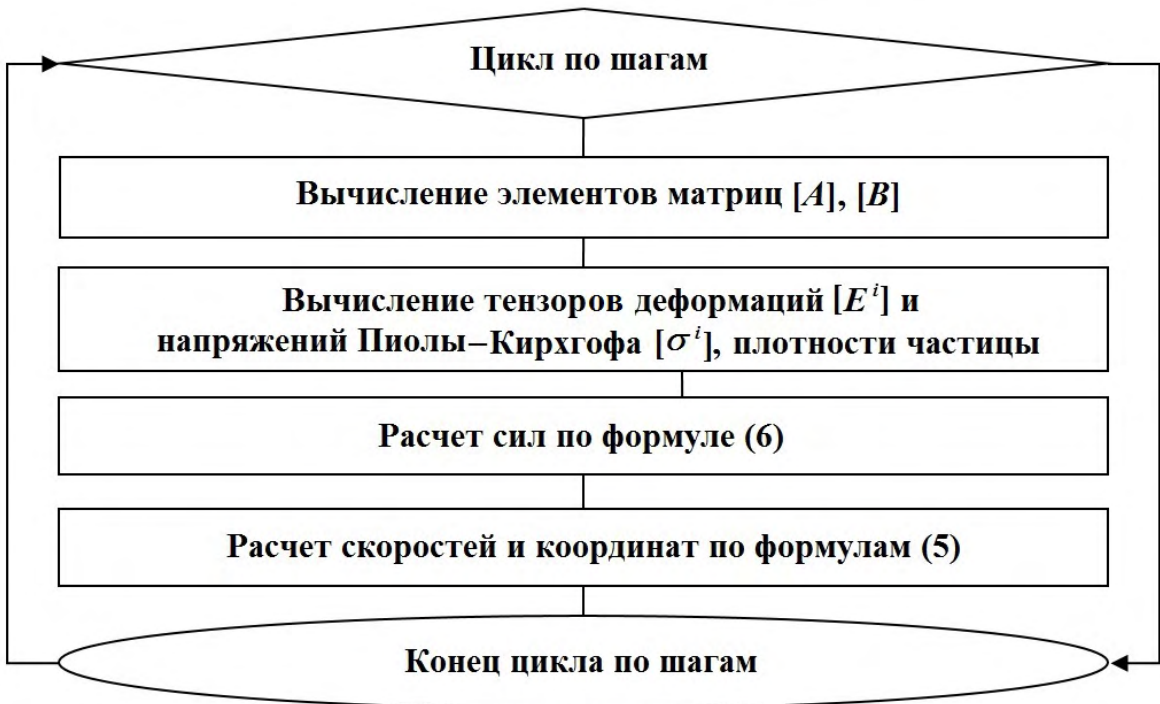 Цикл по шагам
Вычисление элементов матриц [A], [B]
Вычисление тензоров деформаций [E^i] и
напряжений Пиолы–Кирхгофа [σ^i], плотности частицы
Расчет сил по формуле (6)
Расчет скоростей и координат по формулам (5)
Конец цикла по шагам